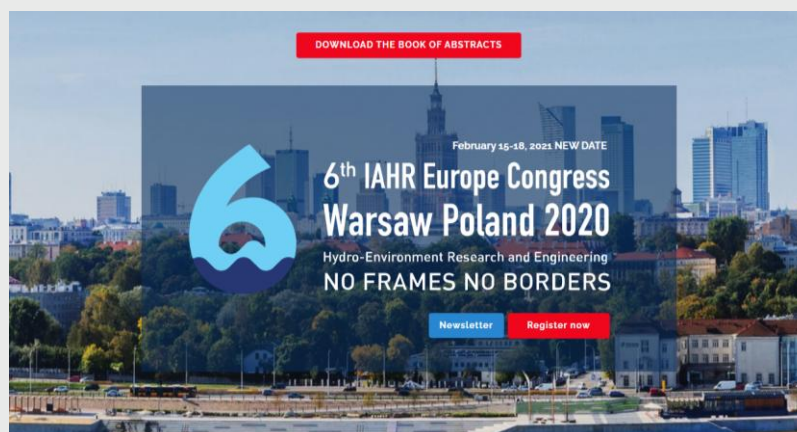 DOWNLOAD THE BOOK OF ABSTRACTS
February 15-18, 2021 NEW DATE
6
6th IAHR Europe Congress
Warsaw Poland 2020
Hydro-Environment Research and Engineering
NO FRAMES NO BORDERS
Newsletter
Register now